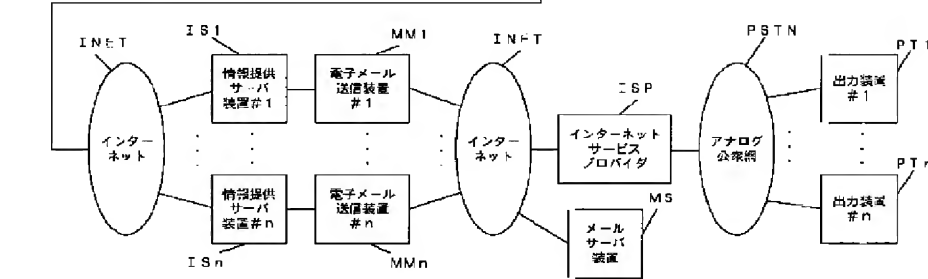 INET
IS1
MM1
INET
PSTN
PT1
ISP
情報提供
サーバ
装置#1
電子メール
送信装置
#1
出力装置
#1
インター
ネット
インター
ネット
インターネット
サービス
プロバイダ
アナログ
公衆網
情報提供
サーバ
装置#n
電子メール
送信装置
#n
MS
メール
サーバ
装置
出力装置
#n
PTn
ISn
MMn